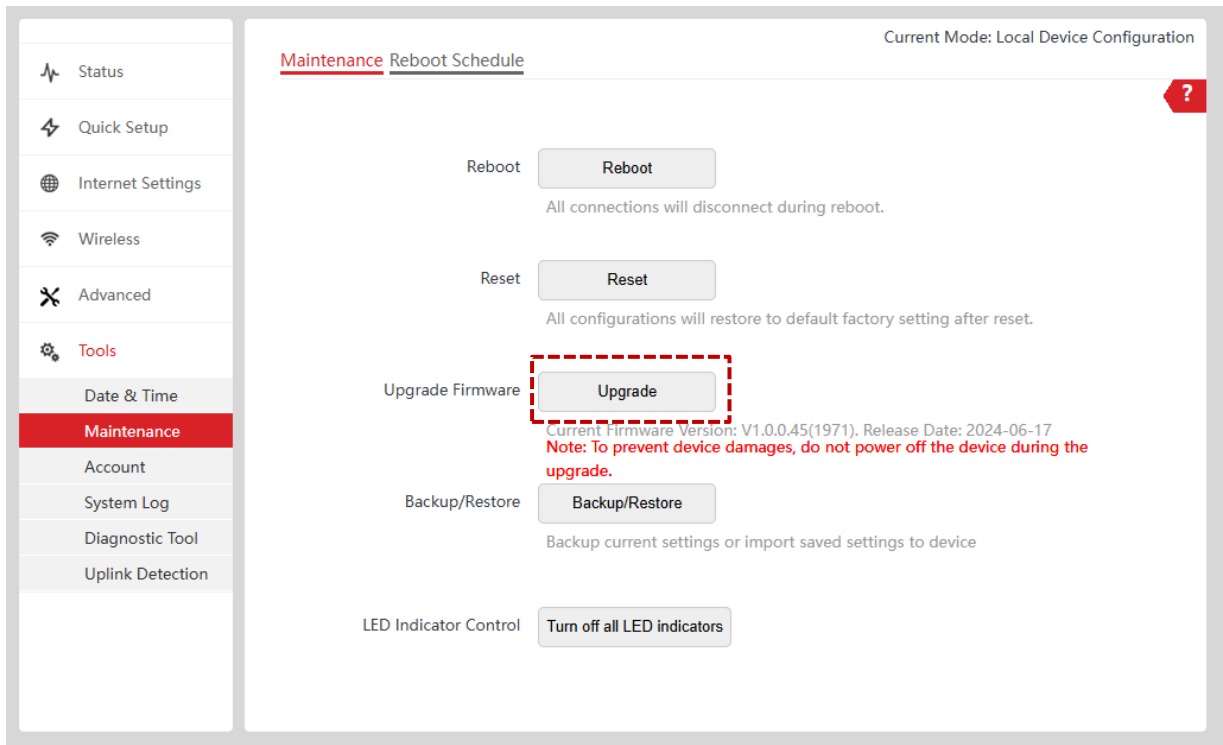 Current Mode: Local Device Configuration
Maintenance Reboot Schedule
?
Status
Quick Setup
Internet Settings
Wireless
Advanced
Tools
Date & Time
Maintenance
Account
System Log
Diagnostic Tool
Uplink Detection
Reboot Reboot
All connections will disconnect during reboot.
Reset Reset
All configurations will restore to default factory setting after reset.
Upgrade Firmware Upgrade
Current Firmware Version: V1.0.0.45(1971). Release Date: 2024-06-17
Note: To prevent device damages, do not power off the device during the
upgrade.
Backup/Restore Backup/Restore
Backup current settings or import saved settings to device
LED Indicator Control Turn off all LED indicators